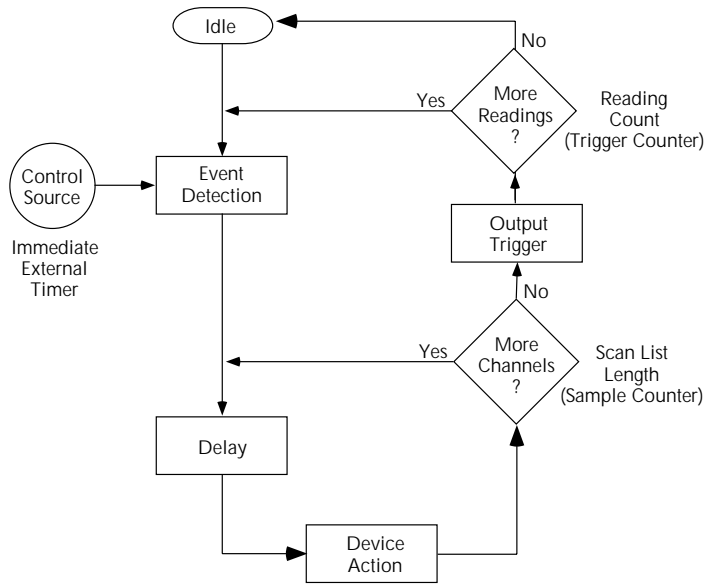 Idle
No
Yes
More
Readings
?
Reading
Count
(Trigger Counter)
Control
Source
Event
Detection
Immediate
External
Timer
Output
Trigger
No
Yes
More
Channels
?
Scan List
Length
(Sample Counter)
Delay
Device
Action